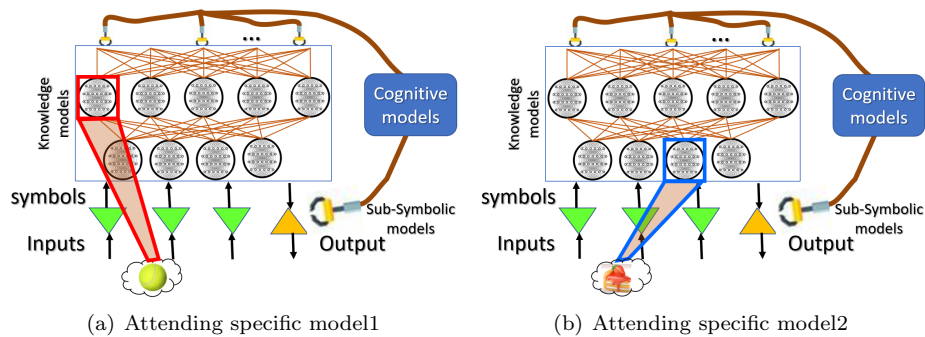 ...
Knowledge
models
Cognitive
models
symbols
Inputs
Output
Sub-Symbolic
models
(a) Attending specific model1
...
Knowledge
models
Cognitive
models
symbols
Inputs
Output
Sub-Symbolic
models
(b) Attending specific model2